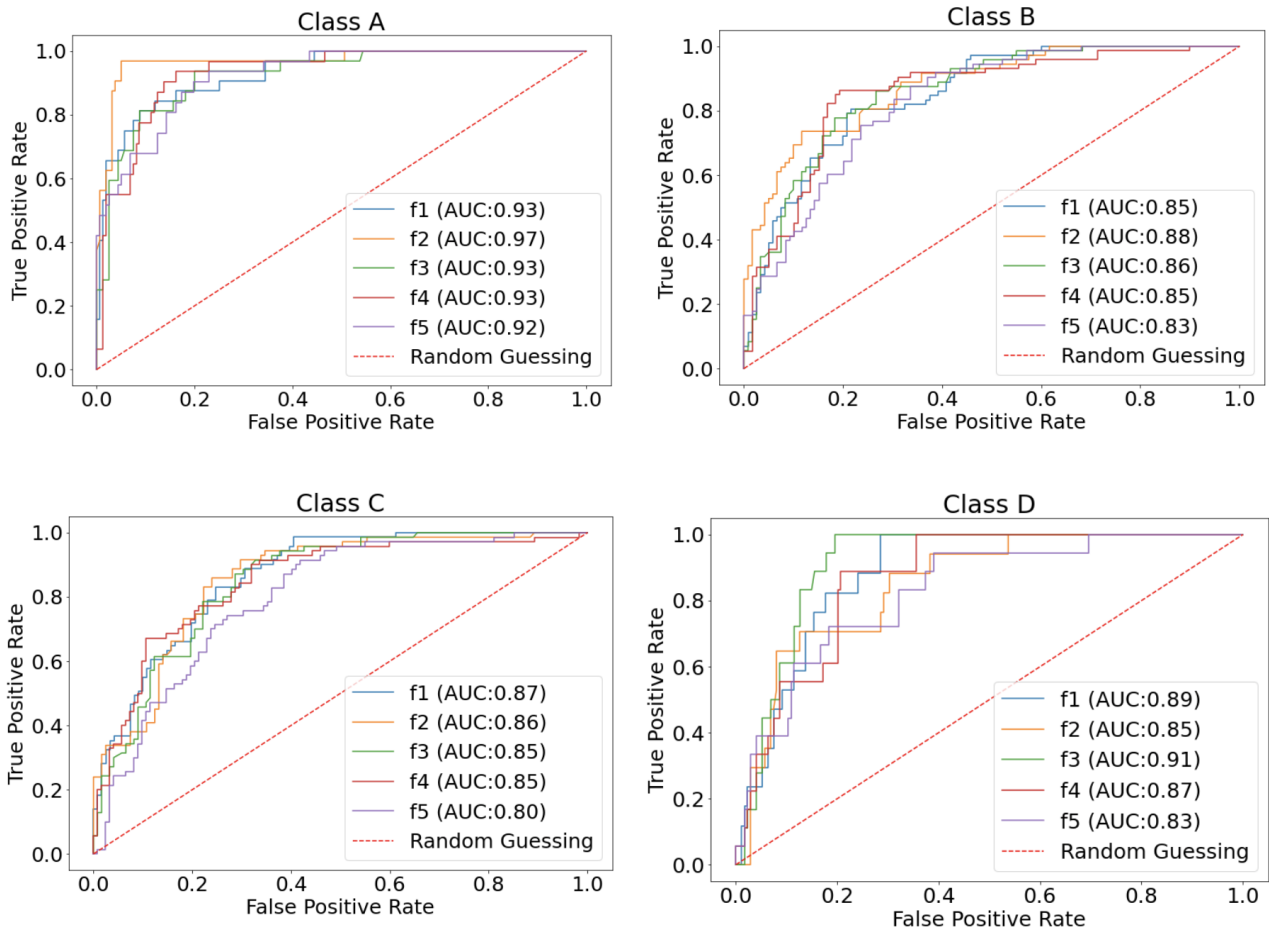 Class A
True Positive Rate
1.0
0.8
0.6
0.4
0.2
0.0
f1 (AUC:0.93)
f2 (AUC:0.97)
f3 (AUC:0.93)
f4 (AUC:0.93)
f5 (AUC:0.92)
Random Guessing
0.0 0.2 0.4 0.6 0.8 1.0
False Positive Rate
Class B
True Positive Rate
1.0
0.8
0.6
0.4
0.2
0.0
f1 (AUC:0.85)
f2 (AUC:0.88)
f3 (AUC:0.86)
f4 (AUC:0.85)
f5 (AUC:0.83)
Random Guessing
0.0 0.2 0.4 0.6 0.8 1.0
False Positive Rate
Class C
True Positive Rate
1.0
0.8
0.6
0.4
0.2
0.0
f1 (AUC:0.87)
f2 (AUC:0.86)
f3 (AUC:0.85)
f4 (AUC:0.85)
f5 (AUC:0.80)
Random Guessing
0.0 0.2 0.4 0.6 0.8 1.0
False Positive Rate
Class D
True Positive Rate
1.0
0.8
0.6
0.4
0.2
0.0
f1 (AUC:0.89)
f2 (AUC:0.85)
f3 (AUC:0.91)
f4 (AUC:0.87)
f5 (AUC:0.83)
Random Guessing
0.0 0.2 0.4 0.6 0.8 1.0
False Positive Rate